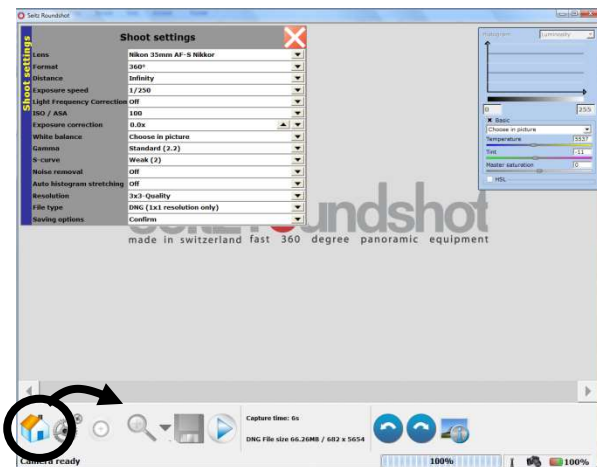 Seitz Roundshot
Shoot settings
Shoot settings
Lens Nikon 35mm AF-S Nikkor
Format 360°
Distance Infinity
Exposure speed 1/250
Light Frequency Correction Off
ISO / ASA 100
Exposure correction 0.0x
White balance Choose in picture
Gamma Standard (2.2)
S-curve Weak (2)
Noise removal Off
Auto histogram stretching Off
Resolution 3x3-Quality
File type DNG (1x1 resolution only)
Saving options Confirm
Histogram Luminosity
0 255
Basic
Choose in picture
Temperature 5537
Tint -11
Master saturation 0
HSL
undshot
made in switzerland fast 360 degree panoramic equipment
Capture time: 6s
DNG File size 66.26MB / 682 x 5654
Camera ready 100% 100%